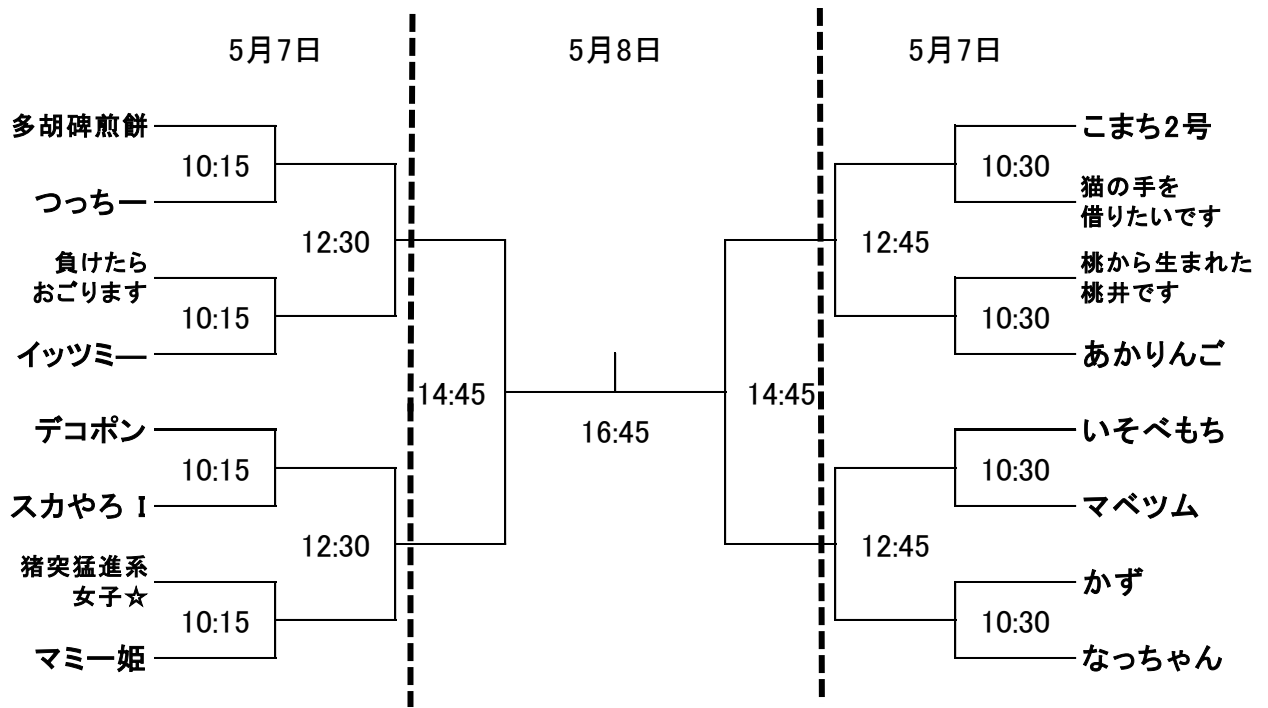 5月7日
5月8日
5月7日
多胡碑煎餅
10:15
つっちー
12:30
負けたら
おごります
10:15
イッツミー
14:45
デコポン
10:15
スカやろ I
12:30
猪突猛進系
女子☆
10:15
マミー姫
16:45
こまち2号
10:30
猫の手を
借りたいです
12:45
桃から生まれた
桃井です
10:30
あかりんご
14:45
いそべもち
10:30
マベツム
12:45
かず
10:30
なっちゃん